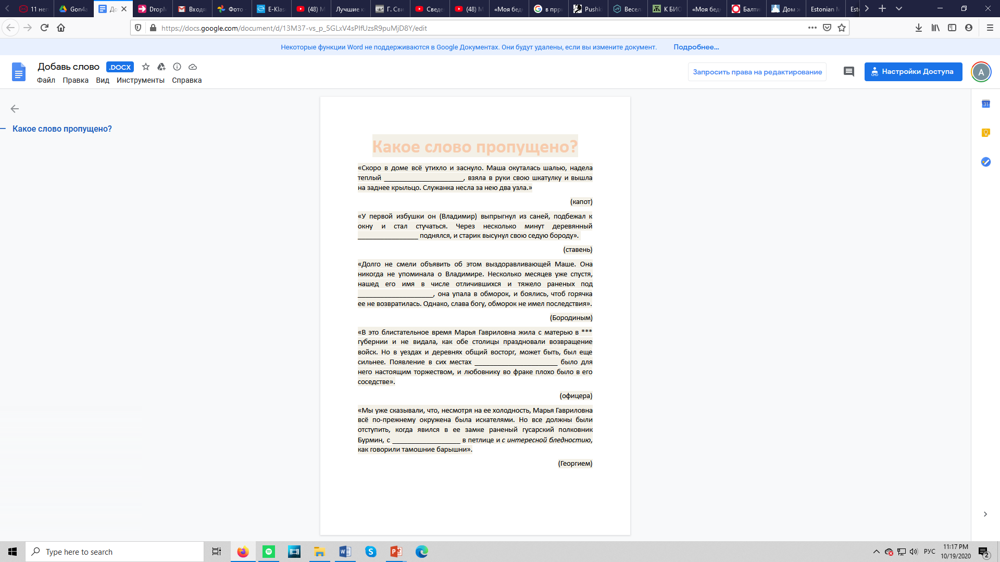 11 неп
Gon4a
До
DropM
Входя
Фото
E-Klas
(48) М
Лучшие к
Г. Сви
Сведе
(48) М
«Моя бед
в прри
Pushk
Весел
К БИО
«Моя бед
Балти
Дом ж
Estonian M
Est
https://docs.google.com/document/d/13M37-vs_p_5GLxV4sPIfUzsR9puMjD8Y/edit
Некоторые функции Word не поддерживаются в Google Документах. Они будут удалены, если вы измените документ. Подробнее...
Добавь слово .DOCX
Файл Правка Вид Инструменты Справка
Запросить права на редактирование
Настройки Доступа
A
31
Какое слово пропущено?
Какое слово пропущено?
«Скоро в доме всё утихло и заснуло. Маша окуталась шалью, надела
теплый _____________________, взяла в руки свою шкатулку и вышла
на заднее крыльцо. Служанка несла за нею два узла.»
(капот)
«У первой избушки он (Владимир) выпрыгнул из саней, подбежал к
окну и стал стучаться. Через несколько минут деревянный
________________ поднялся, и старик высунул свою седую бороду».
(ставень)
«Долго не смели объявить об этом выздоравливающей Маше. Она
никогда не упоминала о Владимире. Несколько месяцев уже спустя,
нашед его имя в числе отличившихся и тяжело раненых под
____________________, она упала в обморок, и боялись, чтоб горячка
ее не возвратилась. Однако, слава богу, обморок не имел последствия».
(Бородиным)
«В это блистательное время Марья Гавриловна жила с матерью в ***
губернии и не видала, как обе столицы праздновали возвращение
войск. Но в уездах и деревнях общий восторг, может быть, был еще
сильнее. Появление в сих местах ______________________ было для
него настоящим торжеством, и любовнику во фраке плохо было в его
соседстве».
(офицера)
«Мы уже сказывали, что, несмотря на ее холодность, Марья Гавриловна
всё по-прежнему окружена была искателями. Но все должны были
отступить, когда явился в ее замке раненый гусарский полковник
Бурмин, с __________________ в петлице и с интересной бледностию,
как говорили тамошние барышни».
(Георгием)
Type here to search
РУС
11:17 PM
10/19/2020
2